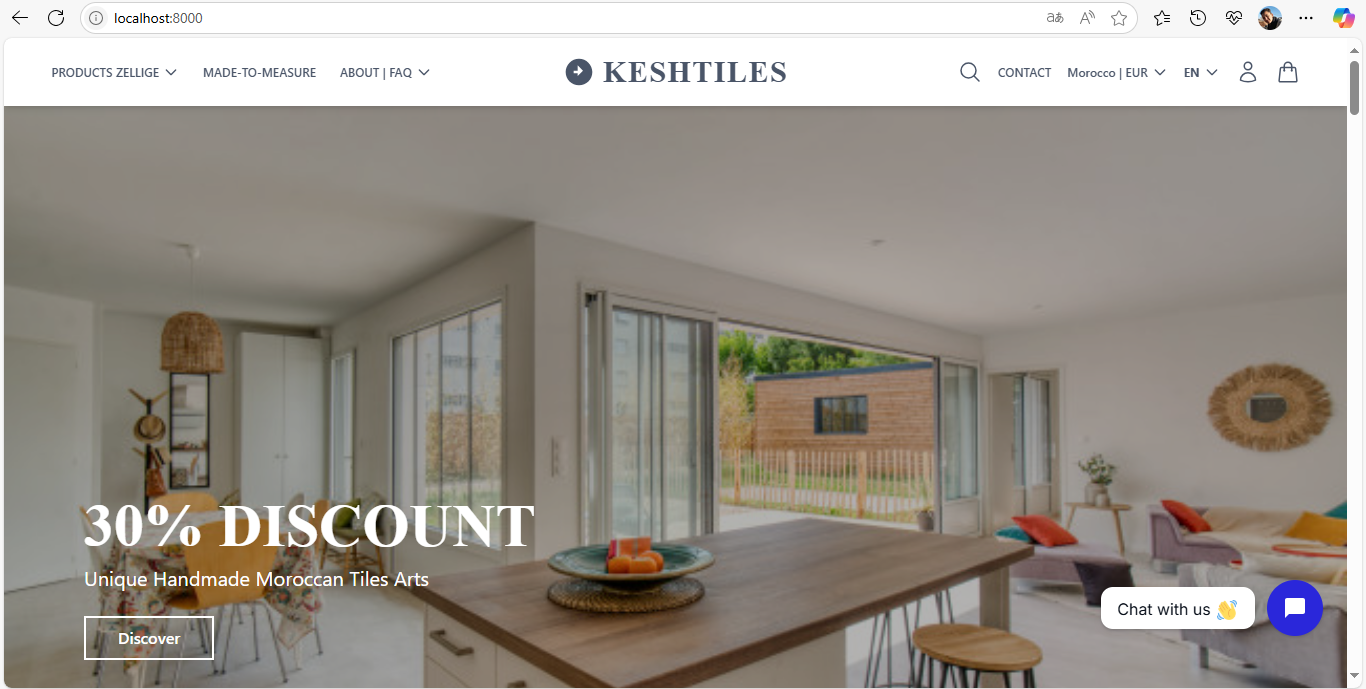 localhost:8000
PRODUCTS ZELLIGE
MADE-TO-MEASURE
ABOUT | FAQ
KESHTILES
CONTACT
Morocco | EUR
EN
30% DISCOUNT
Unique Handmade Moroccan Tiles Arts
Discover
Chat with us 👋